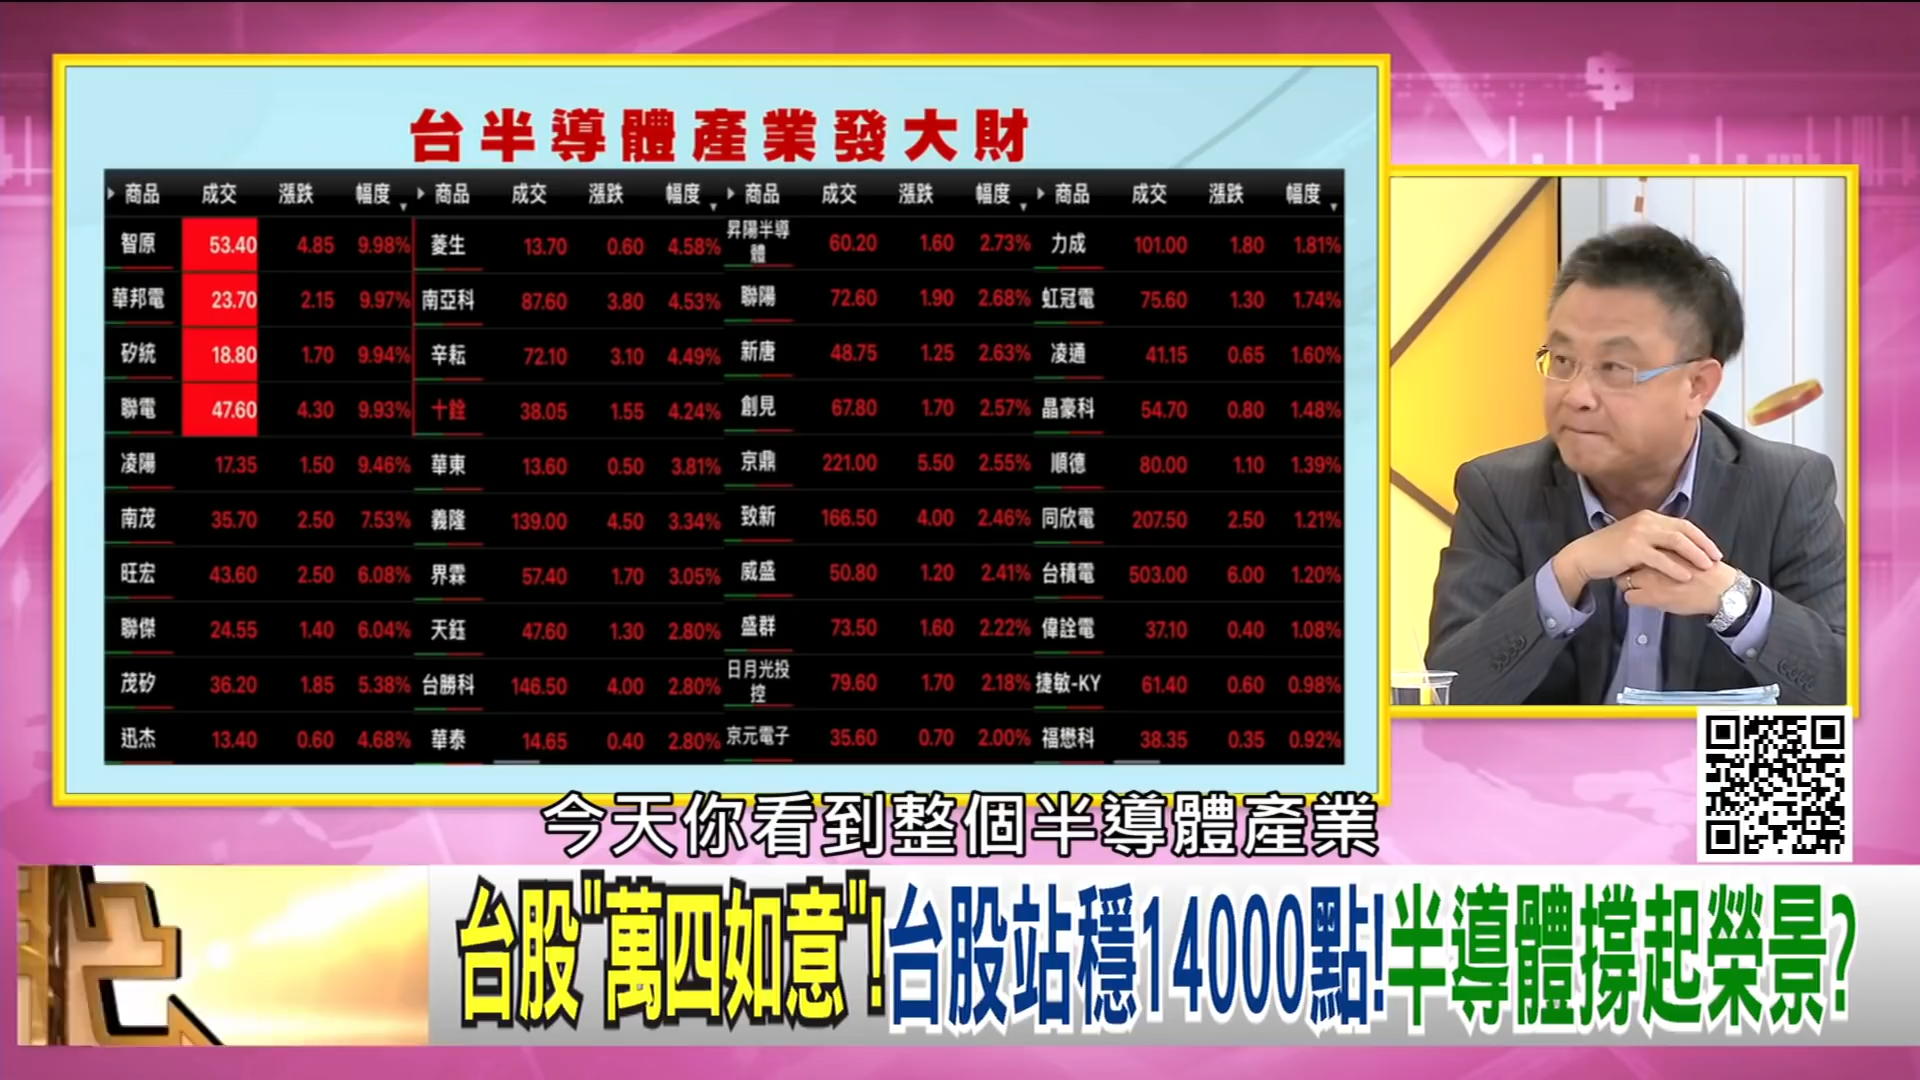 台半導體產業發大財
商品 成交 漲跌 幅度 商品 成交 漲跌 幅度 商品 成交 漲跌 幅度 商品 成交 漲跌 幅度
智原 53.40 4.85 9.98% 菱生 13.70 0.60 4.58% 昇陽半導體 60.20 1.60 2.73% 力成 101.00 1.80 1.81%
華邦電 23.70 2.15 9.97% 南亞科 87.60 3.80 4.53% 聯陽 72.60 1.90 2.68% 虹冠電 75.60 1.30 1.74%
矽統 18.80 1.70 9.94% 辛耘 72.10 3.10 4.49% 新唐 48.75 1.25 2.63% 凌通 41.15 0.65 1.60%
聯電 47.60 4.30 9.93% 十銓 38.05 1.55 4.24% 創見 67.80 1.70 2.57% 晶豪科 54.70 0.80 1.48%
凌陽 17.35 1.50 9.46% 華東 13.60 0.50 3.81% 京鼎 221.00 5.50 2.55% 順德 80.00 1.10 1.39%
南茂 35.70 2.50 7.53% 義隆 139.00 4.50 3.34% 致新 166.50 4.00 2.46% 同欣電 207.50 2.50 1.21%
旺宏 43.60 2.50 6.08% 界霖 57.40 1.70 3.05% 威盛 50.80 1.20 2.41% 台積電 503.00 6.00 1.20%
聯傑 24.55 1.40 6.04% 天鈺 47.60 1.30 2.80% 盛群 73.50 1.60 2.22% 偉詮電 37.10 0.40 1.08%
茂矽 36.20 1.85 5.38% 台勝科 146.50 4.00 2.80% 日月光投控 79.60 1.70 2.18% 捷敏-KY 61.40 0.60 0.98%
迅杰 13.40 0.60 4.68% 華泰 14.65 0.40 2.80% 京元電子 35.60 0.70 2.00% 福懋科 38.35 0.35 0.92%
今天你看到整個半導體產業
台股"萬四如意"!台股站穩14000點!半導體撐起榮景?